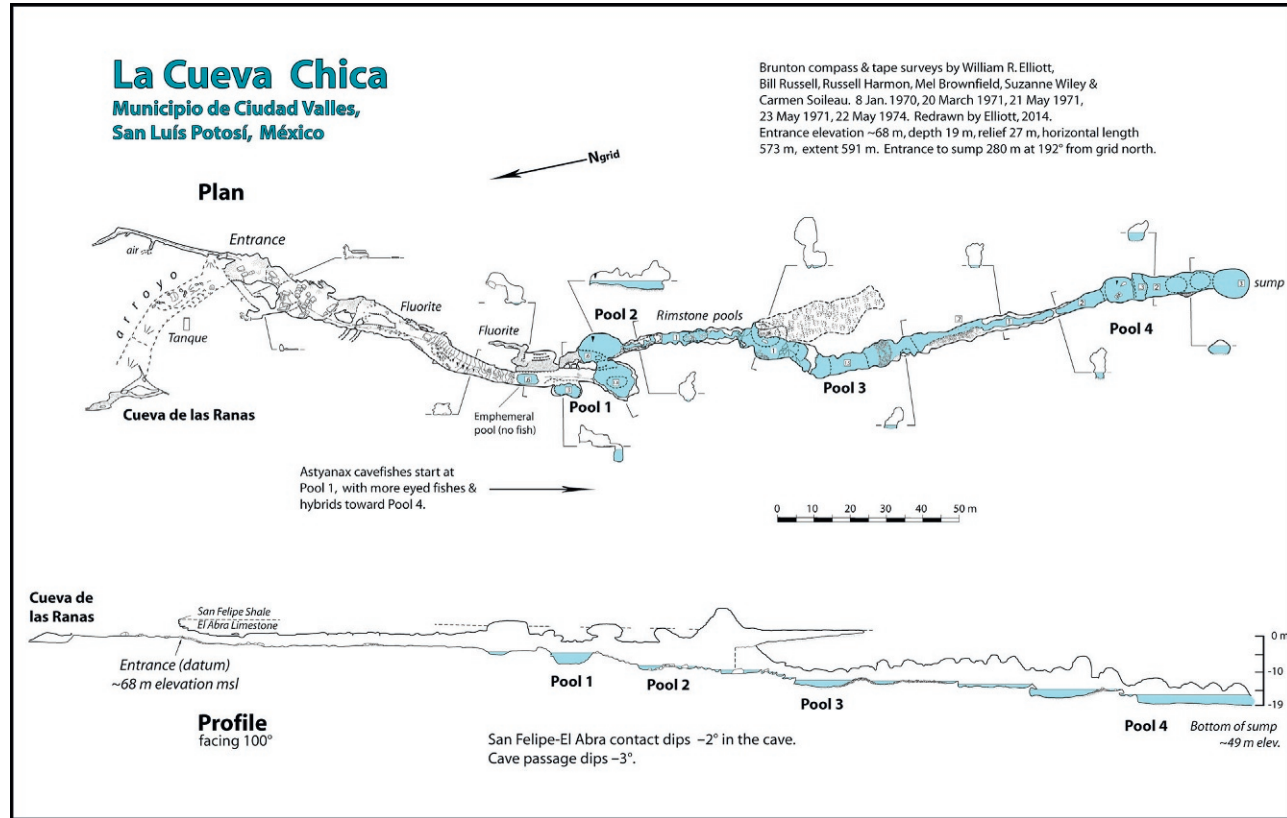 La Cueva Chica
Municipio de Ciudad Valles,
San Luís Potosí, México
Brunton compass & tape surveys by William R. Elliott,
Bill Russell, Russell Harmon, Mel Brownfield, Suzanne Wiley &
Carmen Soileau. 8 Jan. 1970, 20 March 1971, 21 May 1971,
23 May 1971, 22 May 1974. Redrawn by Elliott, 2014.
Entrance elevation ~68 m, depth 19 m, relief 27 m, horizontal length
573 m, extent 591 m. Entrance to sump 280 m at 192° from grid north.
Ngrid
Plan
air
Entrance
arroyo
Tanque
Cueva de las Ranas
Fluorite
Fluorite
Pool 2
Rimstone pools
Emphemeral
pool (no fish)
Pool 1
Pool 3
Pool 4
sump
Astyanax cavefishes start at
Pool 1, with more eyed fishes &
hybrids toward Pool 4.
0 10 20 30 40 50 m
Cueva de
las Ranas
San Felipe Shale
El Abra Limestone
Entrance (datum)
~68 m elevation msl
Pool 1
Pool 2
Pool 3
Pool 4
0 m
-10
-19
Bottom of sump
~49 m elev.
Profile
facing 100°
San Felipe-El Abra contact dips –2° in the cave.
Cave passage dips –3°.